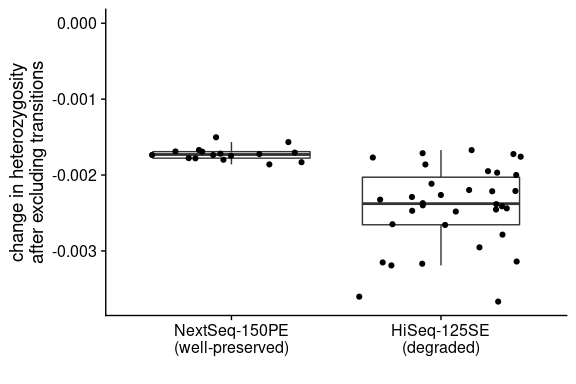 change in heterozygosity
after excluding transitions
0.000
-0.001
-0.002
-0.003
NextSeq-150PE
(well-preserved)
HiSeq-125SE
(degraded)